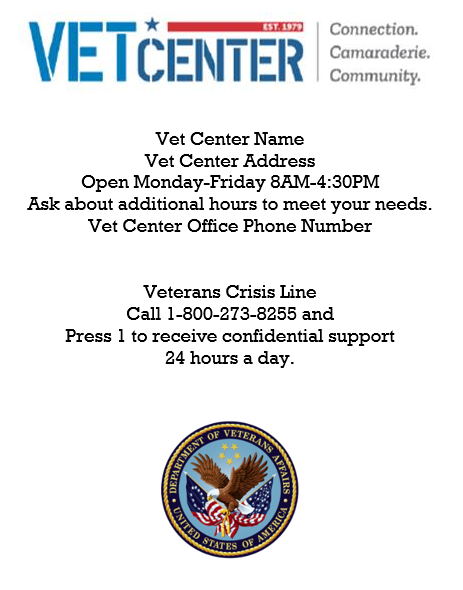 VET CENTER
EST. 1979
Connection.
Camaraderie.
Community.
Vet Center Name
Vet Center Address
Open Monday-Friday 8AM-4:30PM
Ask about additional hours to meet your needs.
Vet Center Office Phone Number
Veterans Crisis Line
Call 1-800-273-8255 and
Press 1 to receive confidential support
24 hours a day.
DEPARTMENT OF VETERANS AFFAIRS
UNITED STATES OF AMERICA